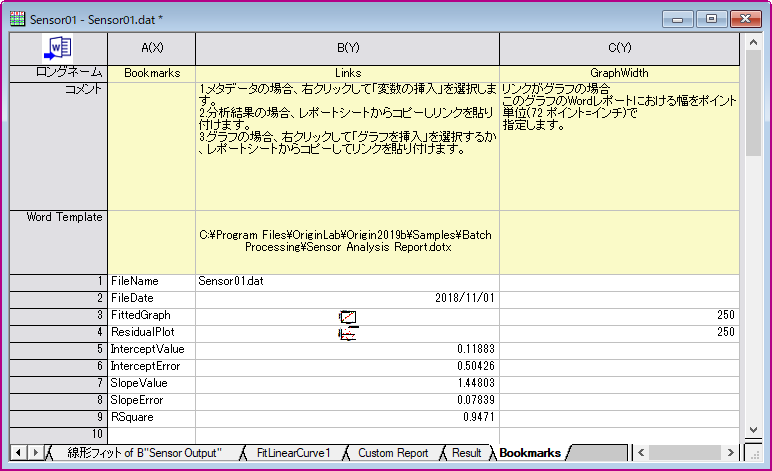 Sensor01 - Sensor01.dat *
A(X) B(Y) C(Y)
ロングネーム Bookmarks Links GraphWidth
コメント
1.メタデータの場合、右クリックして「変数の挿入」を選択しま
す。
2.分析結果の場合、レポートシートからコピーしリンクを貼り
付けます。
3.グラフの場合、右クリックして「グラフを挿入」を選択するか
、レポートシートからコピーしてリンクを貼り付けます。
リンクがグラフの場合
このグラフのWordレポートにおける幅をポイント
単位(72 ポイント=インチ)で
指定します。
Word Template
C:¥Program Files¥OriginLab¥Origin2019b¥Samples¥Batch
Processing¥Sensor Analysis Report.dotx
1 FileName Sensor01.dat
2 FileDate 2018/11/01
3 FittedGraph 250
4 ResidualPlot 250
5 InterceptValue 0.11883
6 InterceptError 0.50426
7 SlopeValue 1.44803
8 SlopeError 0.07839
9 RSquare 0.9471
10
線形フィット of B"Sensor Output" FitLinearCurve1 Custom Report Result Bookmarks